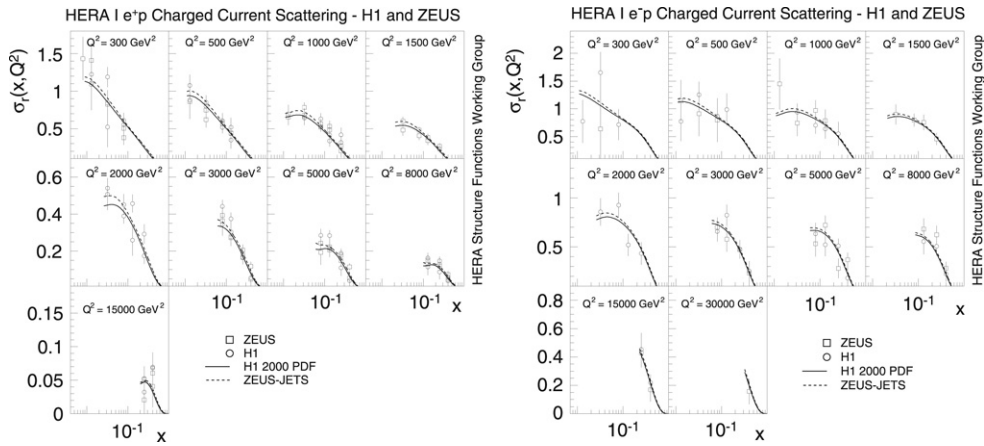 HERA I e⁺p Charged Current Scattering - H1 and ZEUS
σᵣ(x,Q²)
Q² = 300 GeV²
Q² = 500 GeV²
Q² = 1000 GeV²
Q² = 1500 GeV²
1.5
1
0.5
Q² = 2000 GeV²
Q² = 3000 GeV²
Q² = 5000 GeV²
Q² = 8000 GeV²
0.6
0.4
0.2
10⁻¹
10⁻¹
10⁻¹
x
Q² = 15000 GeV²
0.15
0.1
0.05
0
10⁻¹
x
ZEUS
H1
H1 2000 PDF
ZEUS-JETS
HERA Structure Functions Working Group
HERA I e⁻p Charged Current Scattering - H1 and ZEUS
σᵣ(x,Q²)
Q² = 300 GeV²
Q² = 500 GeV²
Q² = 1000 GeV²
Q² = 1500 GeV²
2
1.5
1
0.5
Q² = 2000 GeV²
Q² = 3000 GeV²
Q² = 5000 GeV²
Q² = 8000 GeV²
1
0.5
10⁻¹
10⁻¹
x
Q² = 15000 GeV²
Q² = 30000 GeV²
0.8
0.6
0.4
0.2
0
10⁻¹
10⁻¹
x
ZEUS
H1
H1 2000 PDF
ZEUS-JETS
HERA Structure Functions Working Group